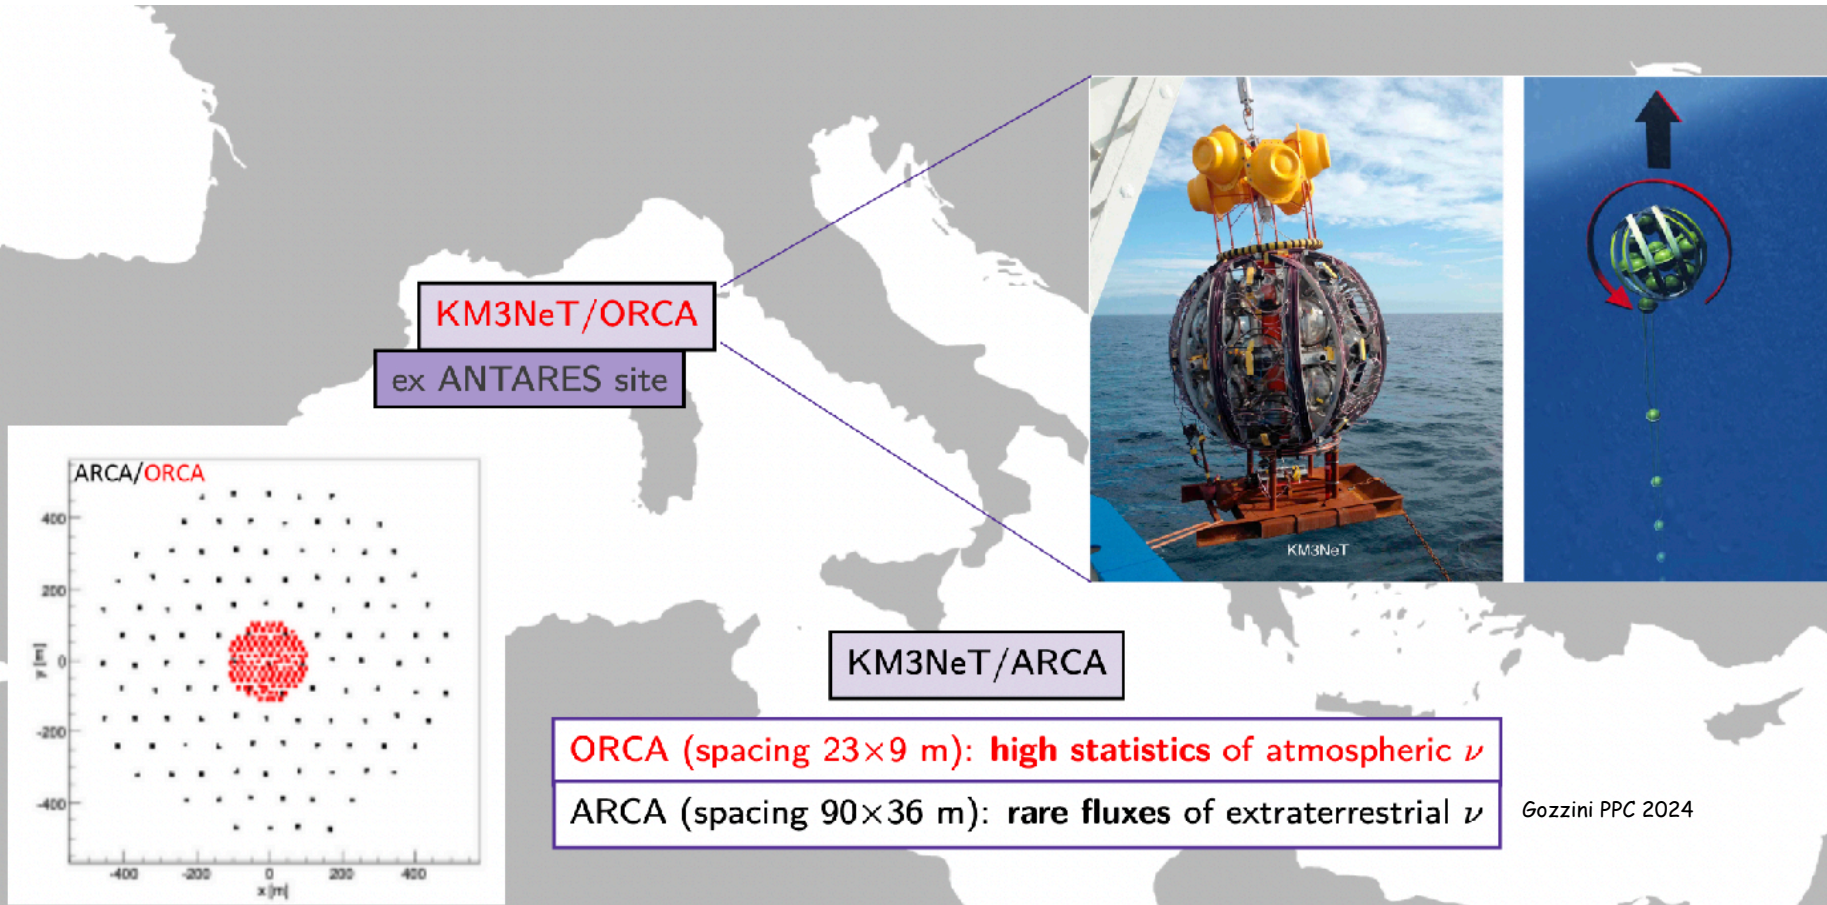 KM3NeT/ORCA
ex ANTARES site
KM3NeT
ARCA/ORCA
400
200
0
-200
-400
y [m]
-400
-200
0
200
400
x [m]
KM3NeT/ARCA
ORCA (spacing 23×9 m): high statistics of atmospheric ν
ARCA (spacing 90×36 m): rare fluxes of extraterrestrial ν
Gozzini PPC 2024